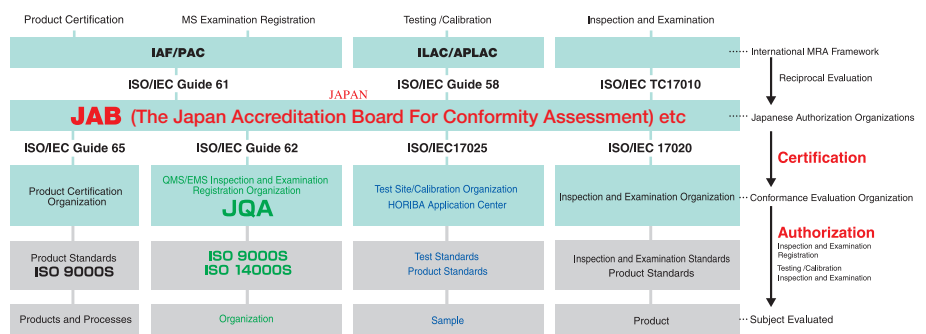 Product Certification
MS Examination Registration
Testing /Calibration
Inspection and Examination
IAF/PAC
ILAC/APLAC
······ International MRA Framework
ISO/IEC Guide 61
ISO/IEC Guide 58
ISO/IEC TC17010
Reciprocal Evaluation
JAPAN
JAB (The Japan Accreditation Board For Conformity Assessment) etc
······ Japanese Authorization Organizations
ISO/IEC Guide 65
ISO/IEC Guide 62
ISO/IEC17025
ISO/IEC 17020
Certification
Product Certification
Organization
QMS/EMS Inspection and Examination
Registration Organization
JQA
Test Site/Calibration Organization
HORIBA Application Center
Inspection and Examination Organization
··· Conformance Evaluation Organization
Authorization
Inspection and Examination
Registration
Testing /Calibration
Inspection and Examination
Product Standards
ISO 9000S
ISO 9000S
ISO 14000S
Test Standards
Product Standards
Inspection and Examination Standards
Product Standards
Products and Processes
Organization
Sample
Product
··· Subject Evaluated